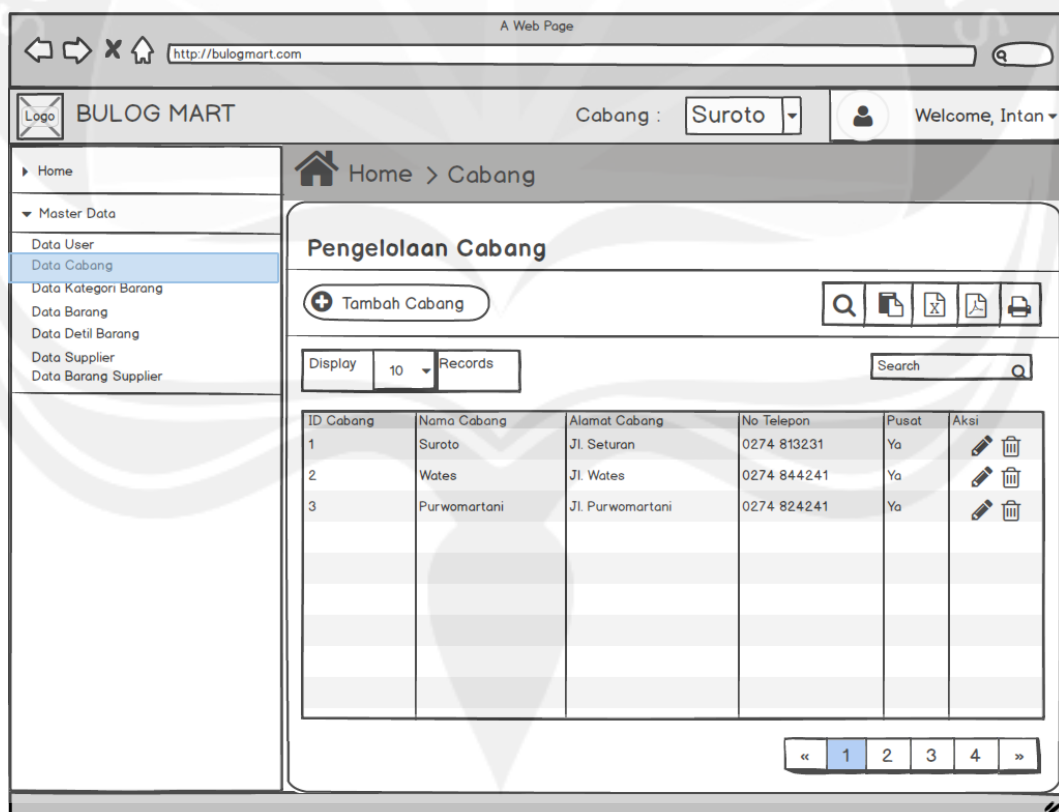 A Web Page
http://bulogmart.com
Logo BULOG MART Cabang : Suroto Welcome, Intan
Home
Home > Cabang
Master Data
Data User
Data Cabang
Data Kategori Barang
Data Barang
Data Detil Barang
Data Supplier
Data Barang Supplier
Pengelolaan Cabang
Tambah Cabang
X
Display 10 Records
Search
ID Cabang Nama Cabang Alamat Cabang No Telepon Pusat Aksi
1 Suroto Jl. Seturan 0274 813231 Ya
2 Wates Jl. Wates 0274 844241 Ya
3 Purwomartani Jl. Purwomartani 0274 824241 Ya
« 1 2 3 4 »